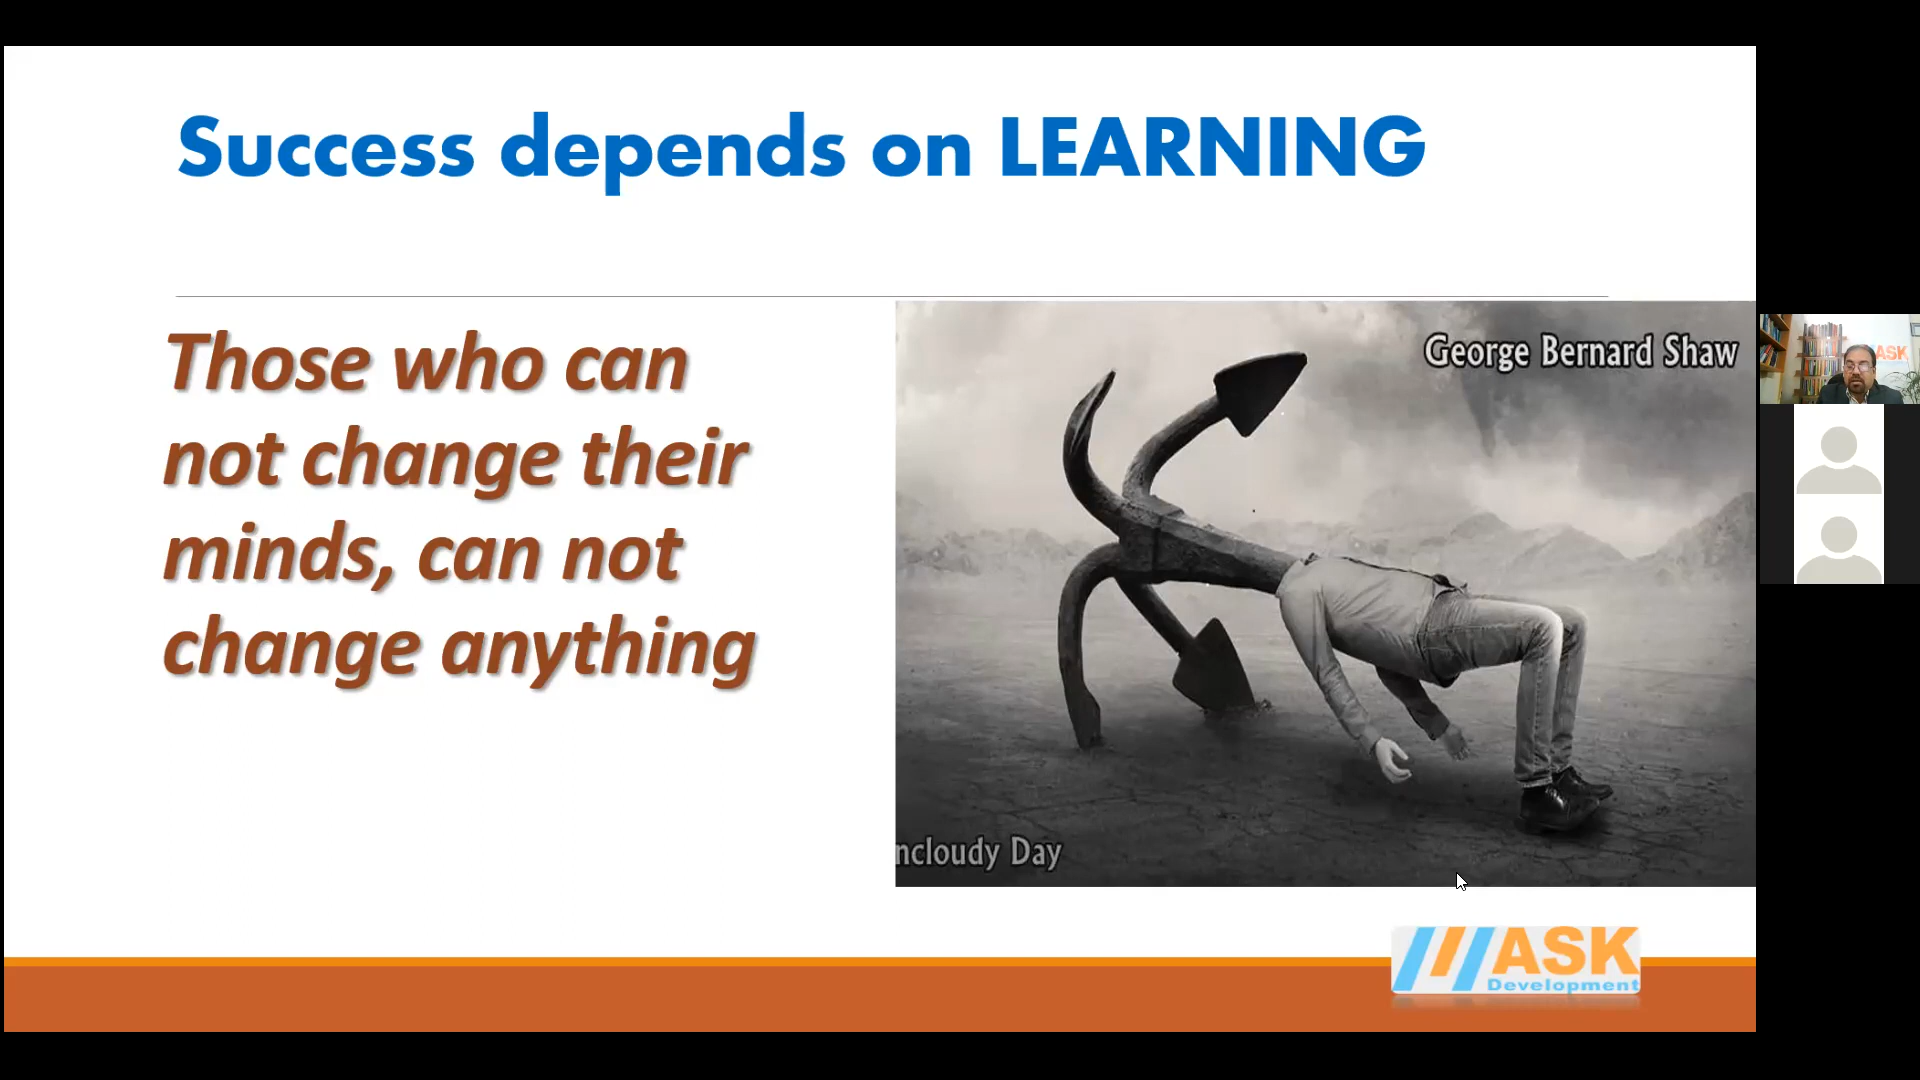 Success depends on LEARNING
Those who can
not change their
minds, can not
change anything
George Bernard Shaw
ncloudy Day
ASK
Development
ASK